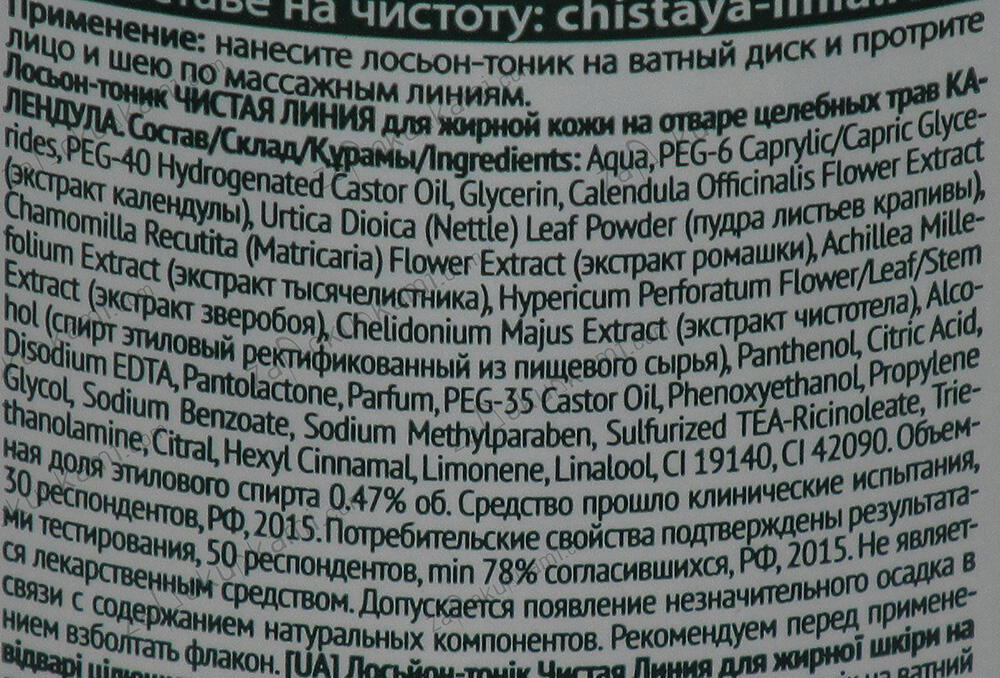 на чистоту: chistaya-
Применение: нанесите лосьон-тоник на ватный диск и протрите
лицо и шею по массажным линиям.
Лосьон-тоник ЧИСТАЯ ЛИНИЯ для жирной кожи на отваре целебных трав КА-
ЛЕНДУЛА. Состав/Склад/Құрамы/Ingredients: Aqua, PEG-6 Caprylic/Capric Glyce-
rides, PEG-40 Hydrogenated Castor Oil, Glycerin, Calendula Officinalis Flower Extract
(экстракт календулы), Urtica Dioica (Nettle) Leaf Powder (пудра листьев крапивы),
Chamomilla Recutita (Matricaria) Flower Extract (экстракт ромашки), Achillea Mille-
folium Extract (экстракт тысячелистника), Hypericum Perforatum Flower/Leaf/Stem
Extract (экстракт зверобоя), Chelidonium Majus Extract (экстракт чистотела), Alco-
hol (спирт этиловый ректификованный из пищевого сырья), Panthenol, Citric Acid,
Disodium EDTA, Pantolactone, Parfum, PEG-35 Castor Oil, Phenoxyethanol, Propylene
Glycol, Sodium Benzoate, Sodium Methylparaben, Sulfurized TEA-Ricinoleate, Trie-
thanolamine, Citral, Hexyl Cinnamal, Limonene, Linalool, CI 19140, CI 42090. Объем-
ная доля этилового спирта 0.47% об. Средство прошло клинические испытания,
30 респондентов, РФ, 2015. Потребительские свойства подтверждены результата-
ми тестирования, 50 респондентов, min 78% согласившихся, РФ, 2015. Не являет-
ся лекарственным средством. Допускается появление незначительного осадка в
связи с содержанием натуральных компонентов. Рекомендуем перед примене-
нием взболтать флакон. [UA] Лосьйон-тонік Чистая Линия для жирної шкіри на
відварі
на ватний